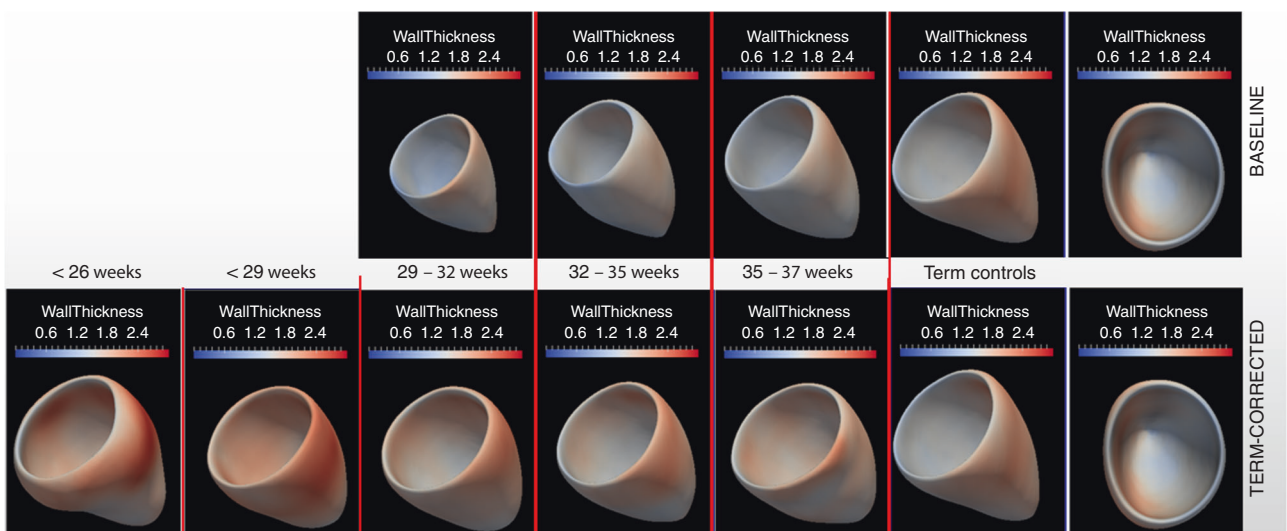 WallThickness
0.6 1.2 1.8 2.4
WallThickness
0.6 1.2 1.8 2.4
WallThickness
0.6 1.2 1.8 2.4
WallThickness
0.6 1.2 1.8 2.4
WallThickness
0.6 1.2 1.8 2.4
BASELINE
< 26 weeks
< 29 weeks
29 – 32 weeks
32 – 35 weeks
35 – 37 weeks
Term controls
WallThickness
0.6 1.2 1.8 2.4
WallThickness
0.6 1.2 1.8 2.4
WallThickness
0.6 1.2 1.8 2.4
WallThickness
0.6 1.2 1.8 2.4
WallThickness
0.6 1.2 1.8 2.4
WallThickness
0.6 1.2 1.8 2.4
WallThickness
0.6 1.2 1.8 2.4
TERM-CORRECTED